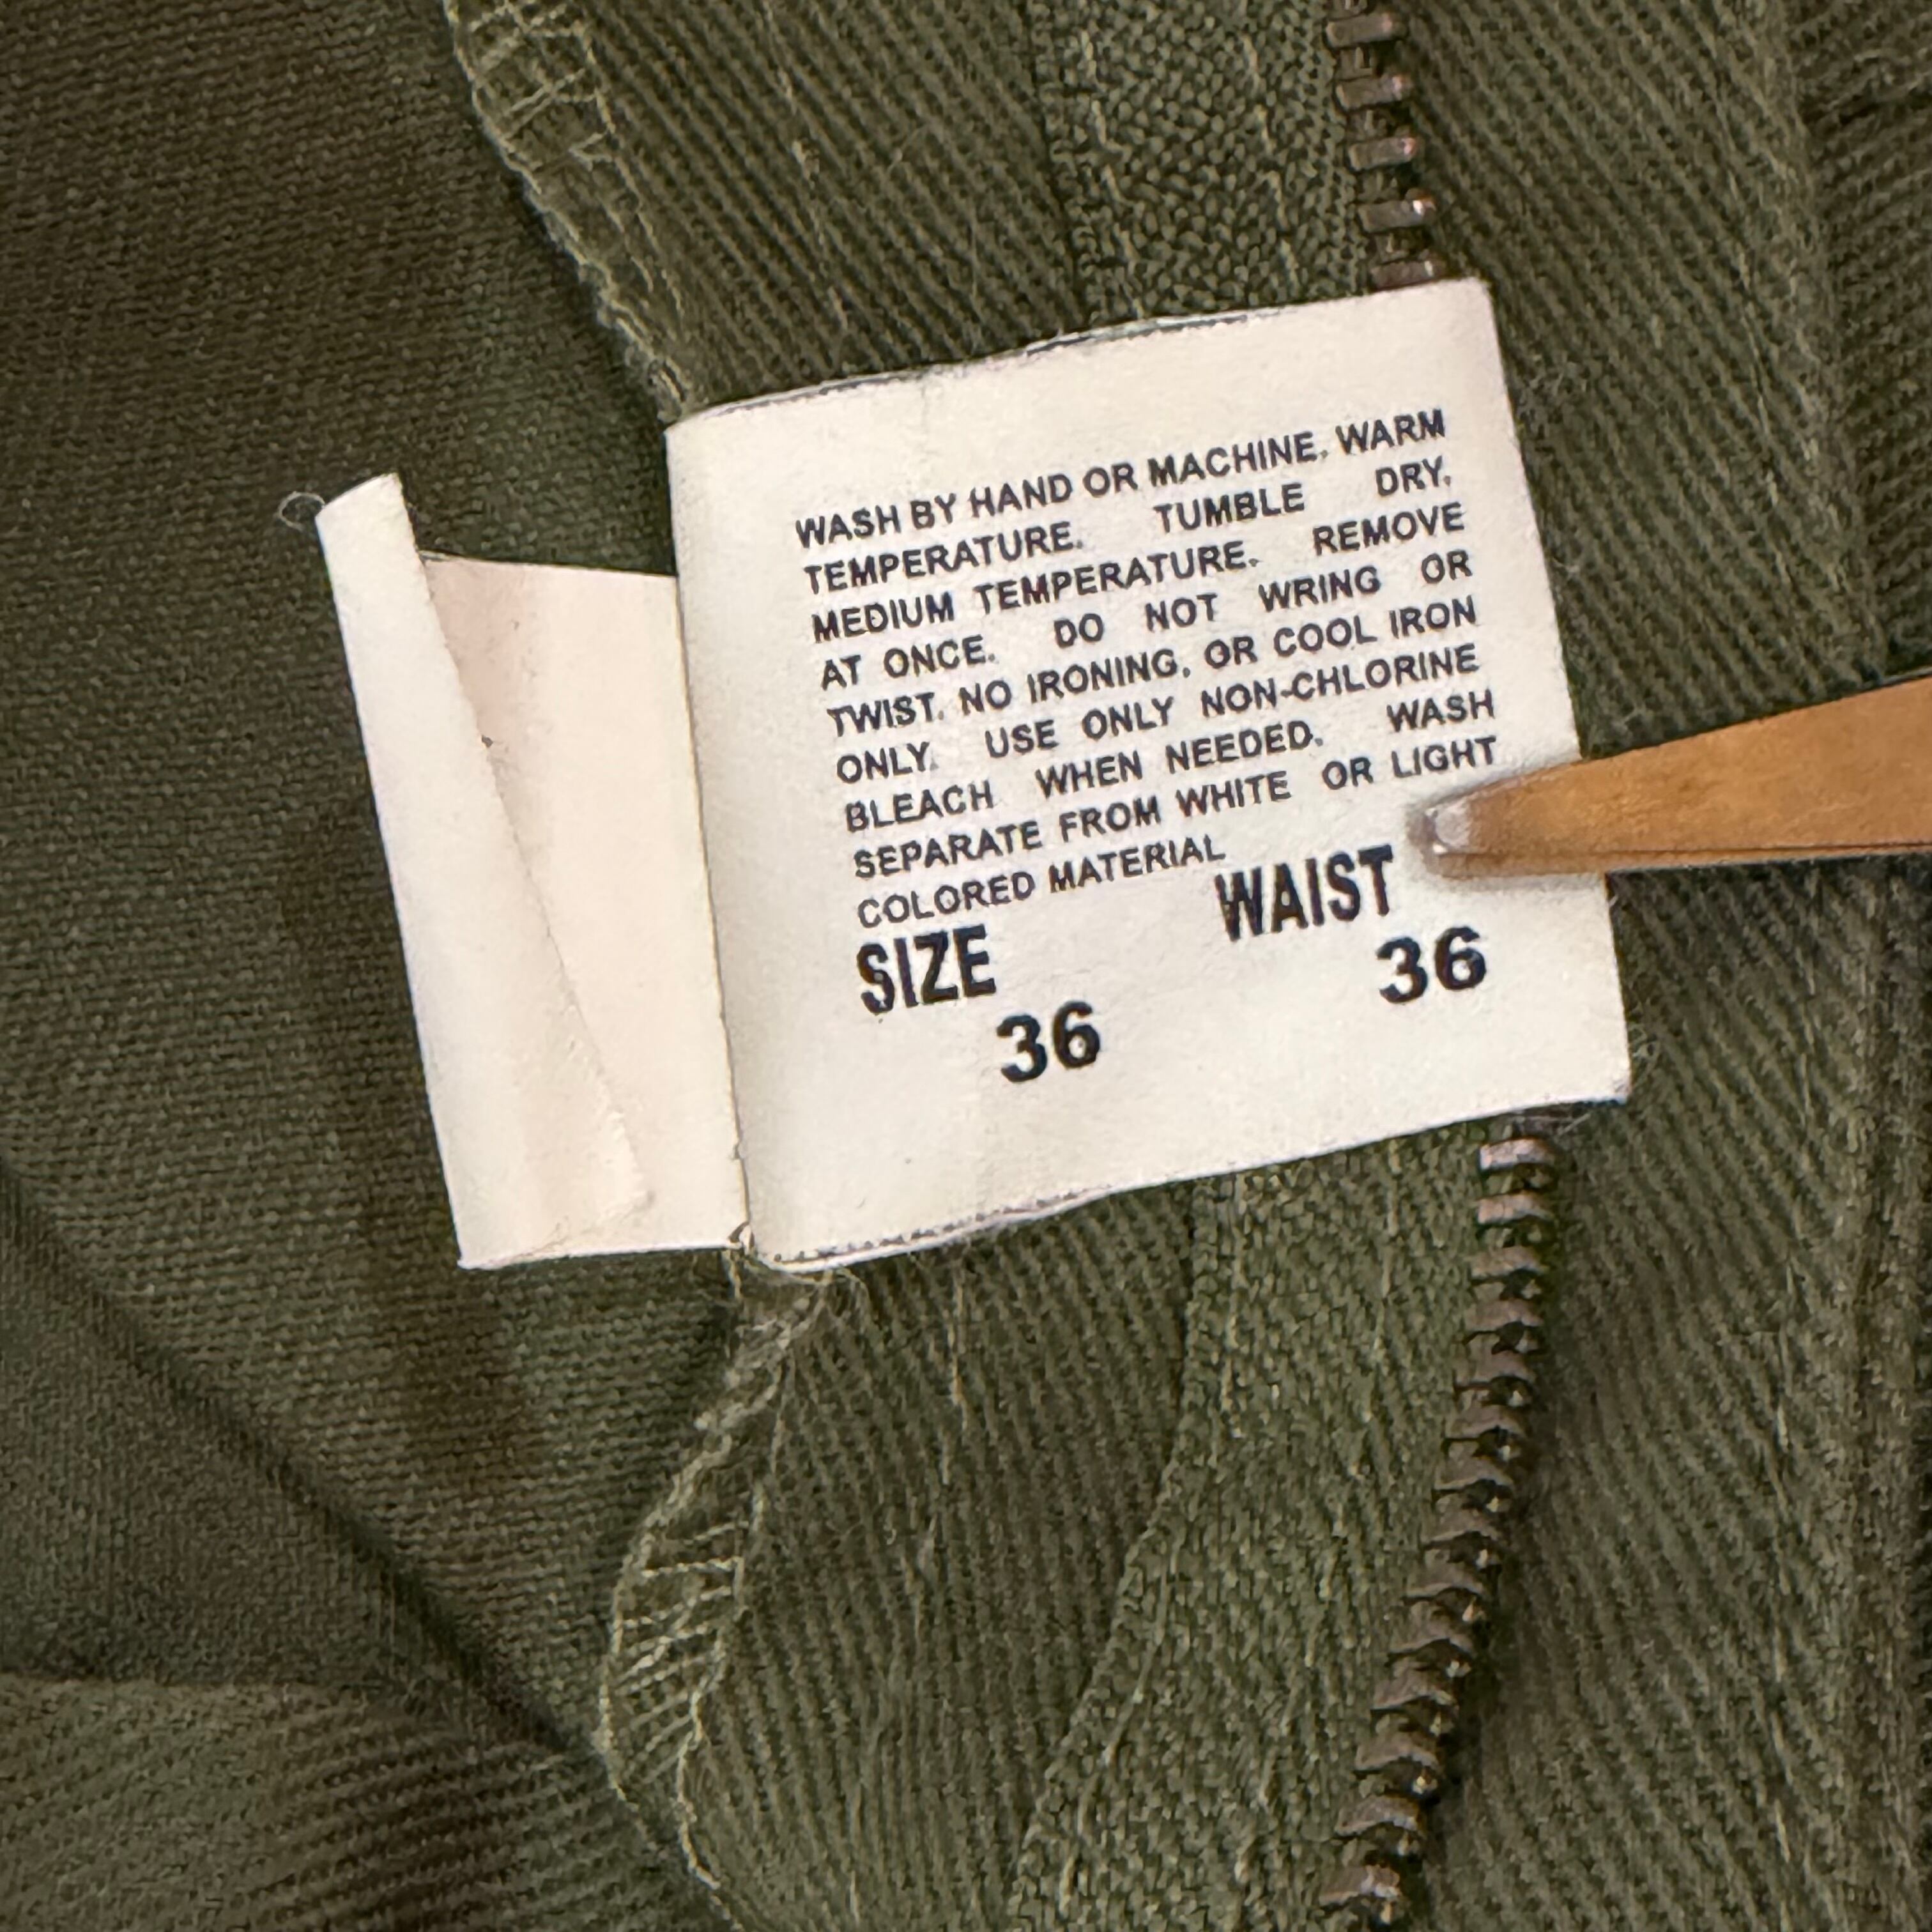 WASH BY HAND OR MACHINE, WARM
TEMPERATURE. TUMBLE DRY,
MEDIUM TEMPERATURE. REMOVE
AT ONCE. DO NOT WRING OR
TWIST. NO IRONING, OR COOL IRON
ONLY. USE ONLY NON-CHLORINE
BLEACH WHEN NEEDED. WASH
SEPARATE FROM WHITE OR LIGHT
COLORED MATERIAL
SIZE WAIST
36 36